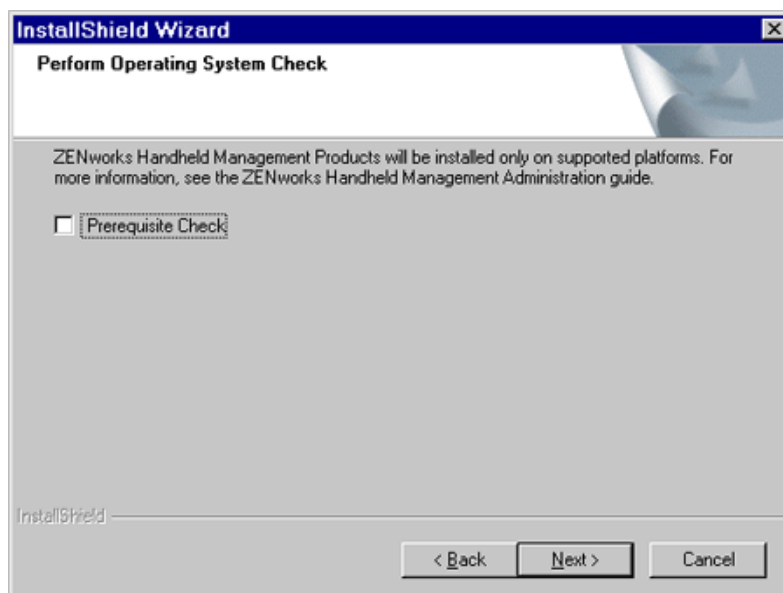 InstallShield Wizard
Perform Operating System Check
ZENworks Handheld Management Products will be installed only on supported platforms. For
more information, see the ZENworks Handheld Management Administration guide.
Prerequisite Check
InstallShield
< Back
Next >
Cancel